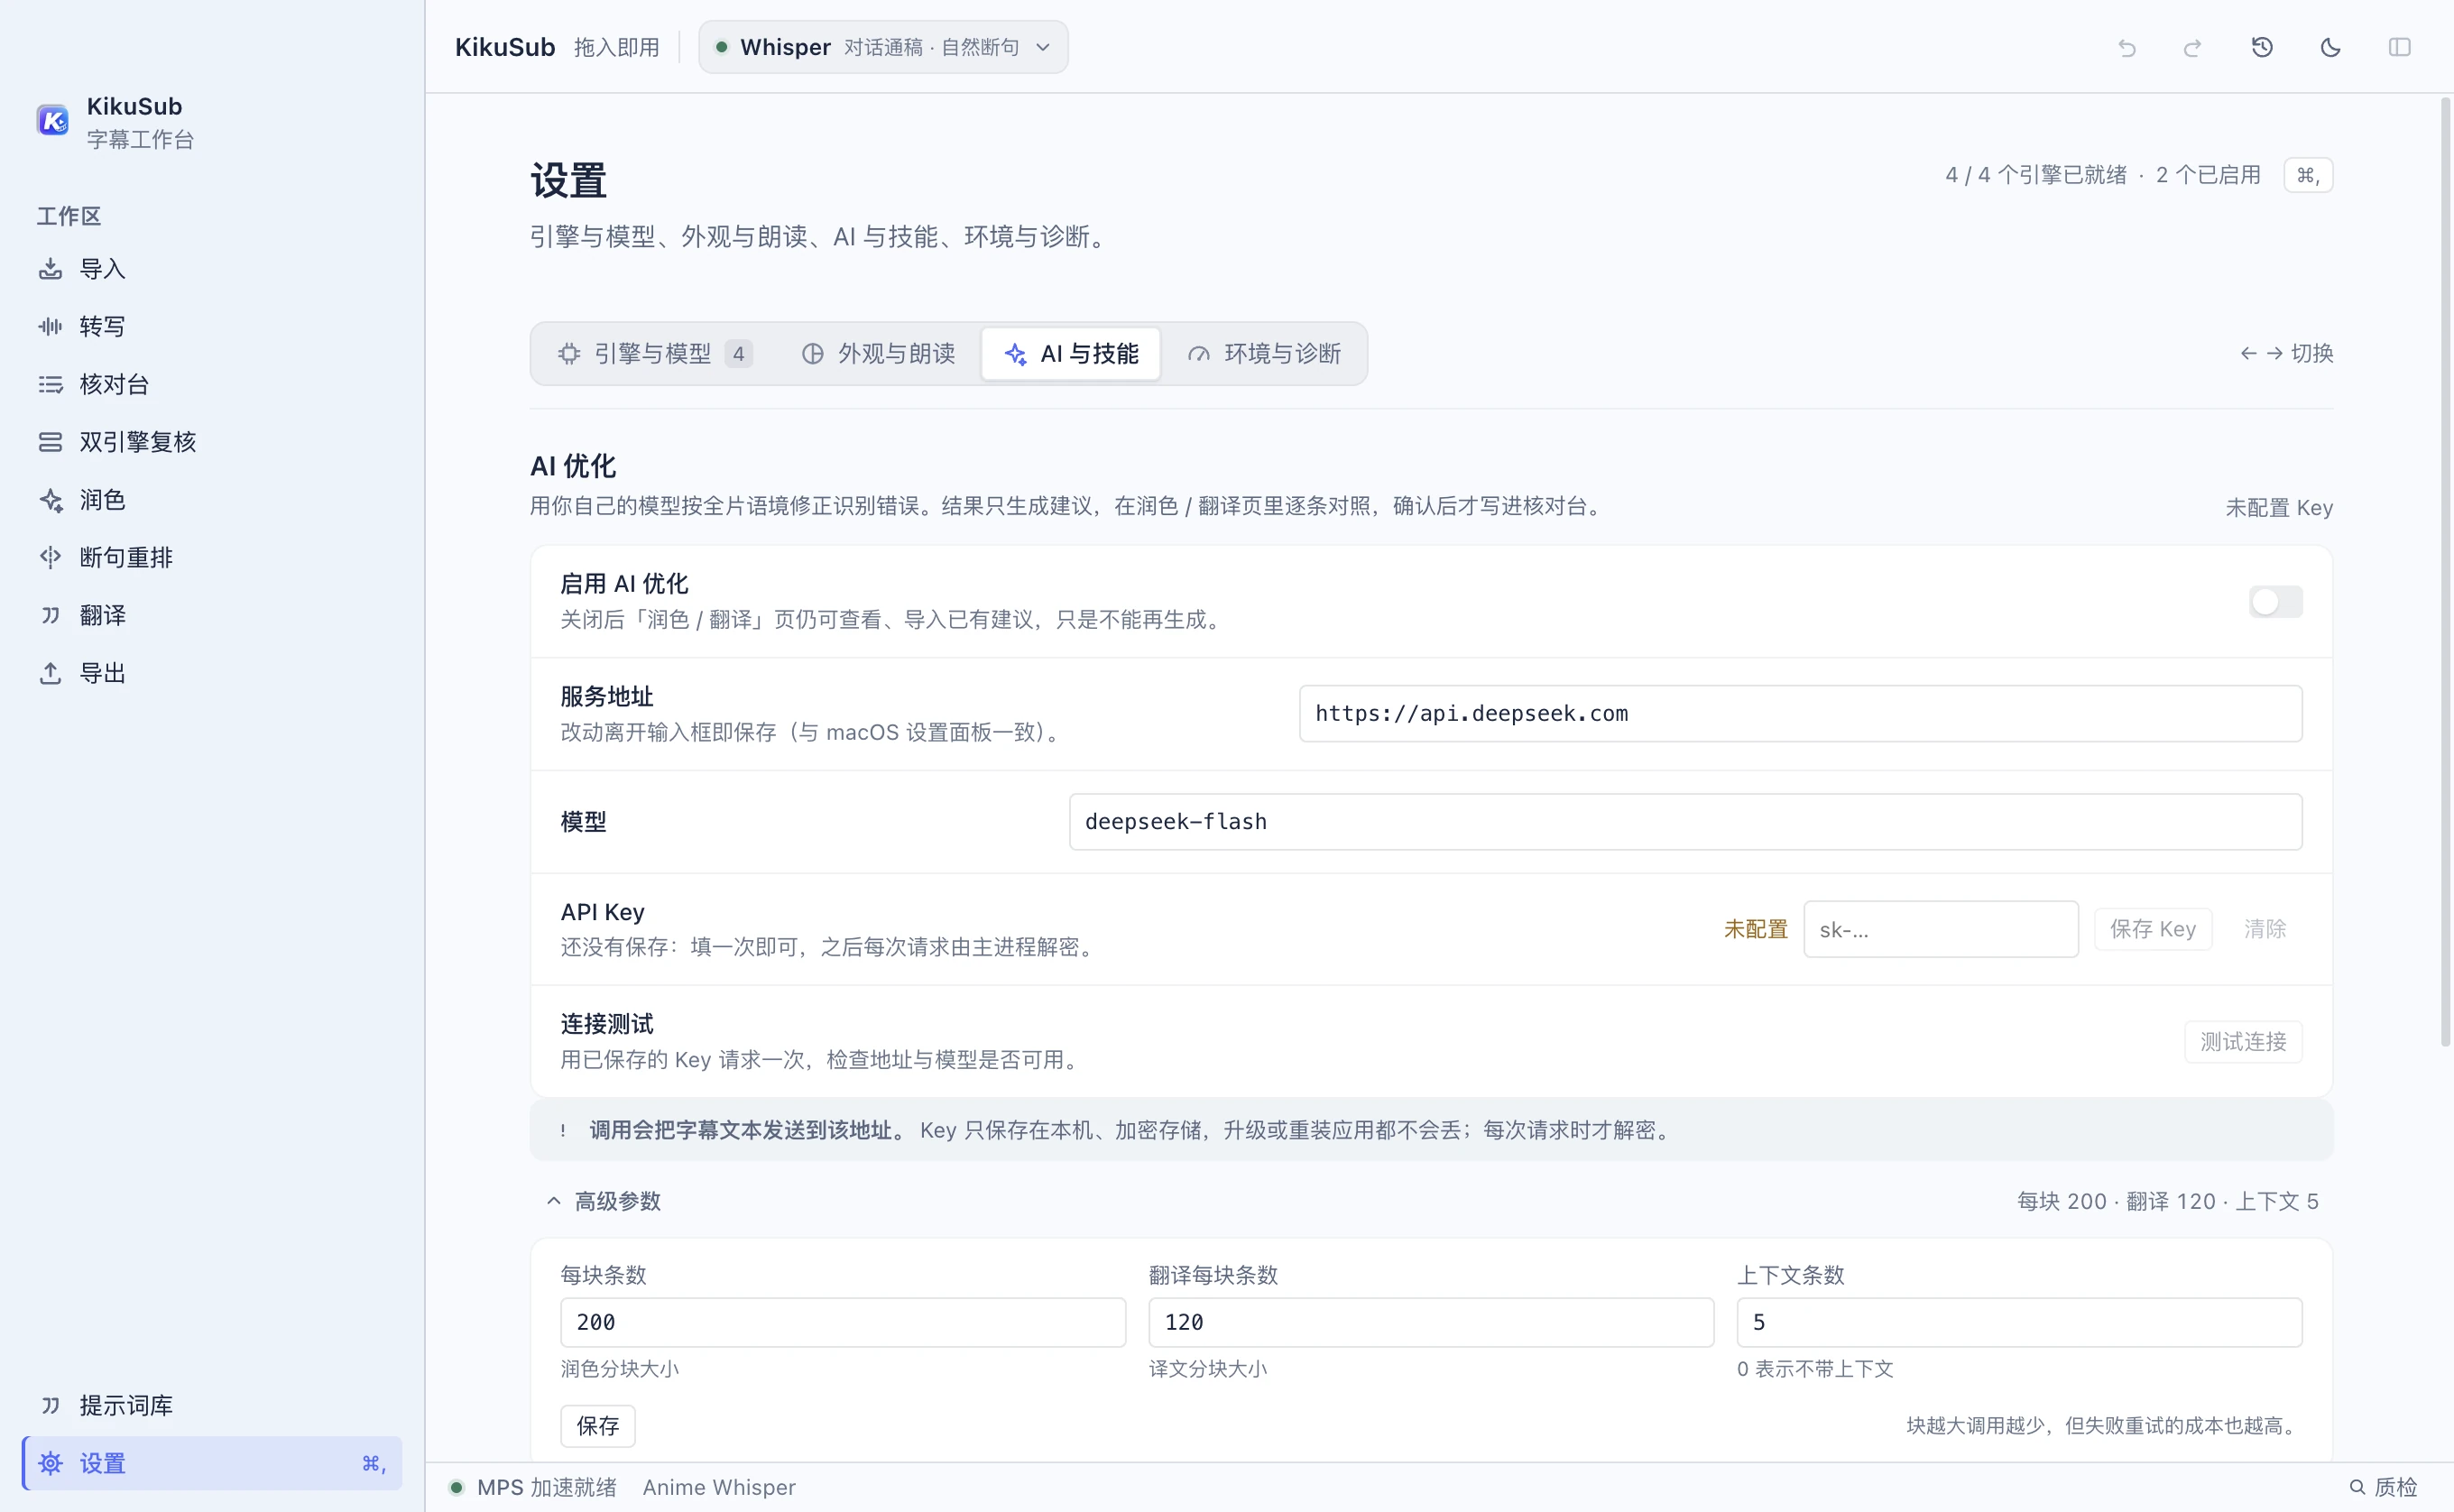 KikuSub
字幕工作台
工作区
导入
转写
核对台
双引擎复核
润色
断句重排
翻译
导出
提示词库
设置 ⌘,
KikuSub 拖入即用 Whisper 对话通稿 · 自然断句
设置
4 / 4 个引擎已就绪 · 2 个已启用 ⌘,
引擎与模型、外观与朗读、AI 与技能、环境与诊断。
引擎与模型 4 外观与朗读 AI 与技能 环境与诊断 ← → 切换
AI 优化
用你自己的模型按全片语境修正识别错误。结果只生成建议，在润色 / 翻译页里逐条对照，确认后才写进核对台。 未配置 Key
启用 AI 优化
关闭后「润色 / 翻译」页仍可查看、导入已有建议，只是不能再生成。
服务地址
改动离开输入框即保存（与 macOS 设置面板一致）。
https://api.deepseek.com
模型 deepseek-flash
API Key
还没有保存：填一次即可，之后每次请求由主进程解密。
未配置 sk-... 保存 Key 清除
连接测试
用已保存的 Key 请求一次，检查地址与模型是否可用。
测试连接
! 调用会把字幕文本发送到该地址。 Key 只保存在本机、加密存储，升级或重装应用都不会丢；每次请求时才解密。
高级参数 每块 200 · 翻译 120 · 上下文 5
每块条数 翻译每块条数 上下文条数
200 120 5
润色分块大小 译文分块大小 0 表示不带上下文
保存 块越大调用越少，但失败重试的成本也越高。
MPS 加速就绪 Anime Whisper 质检